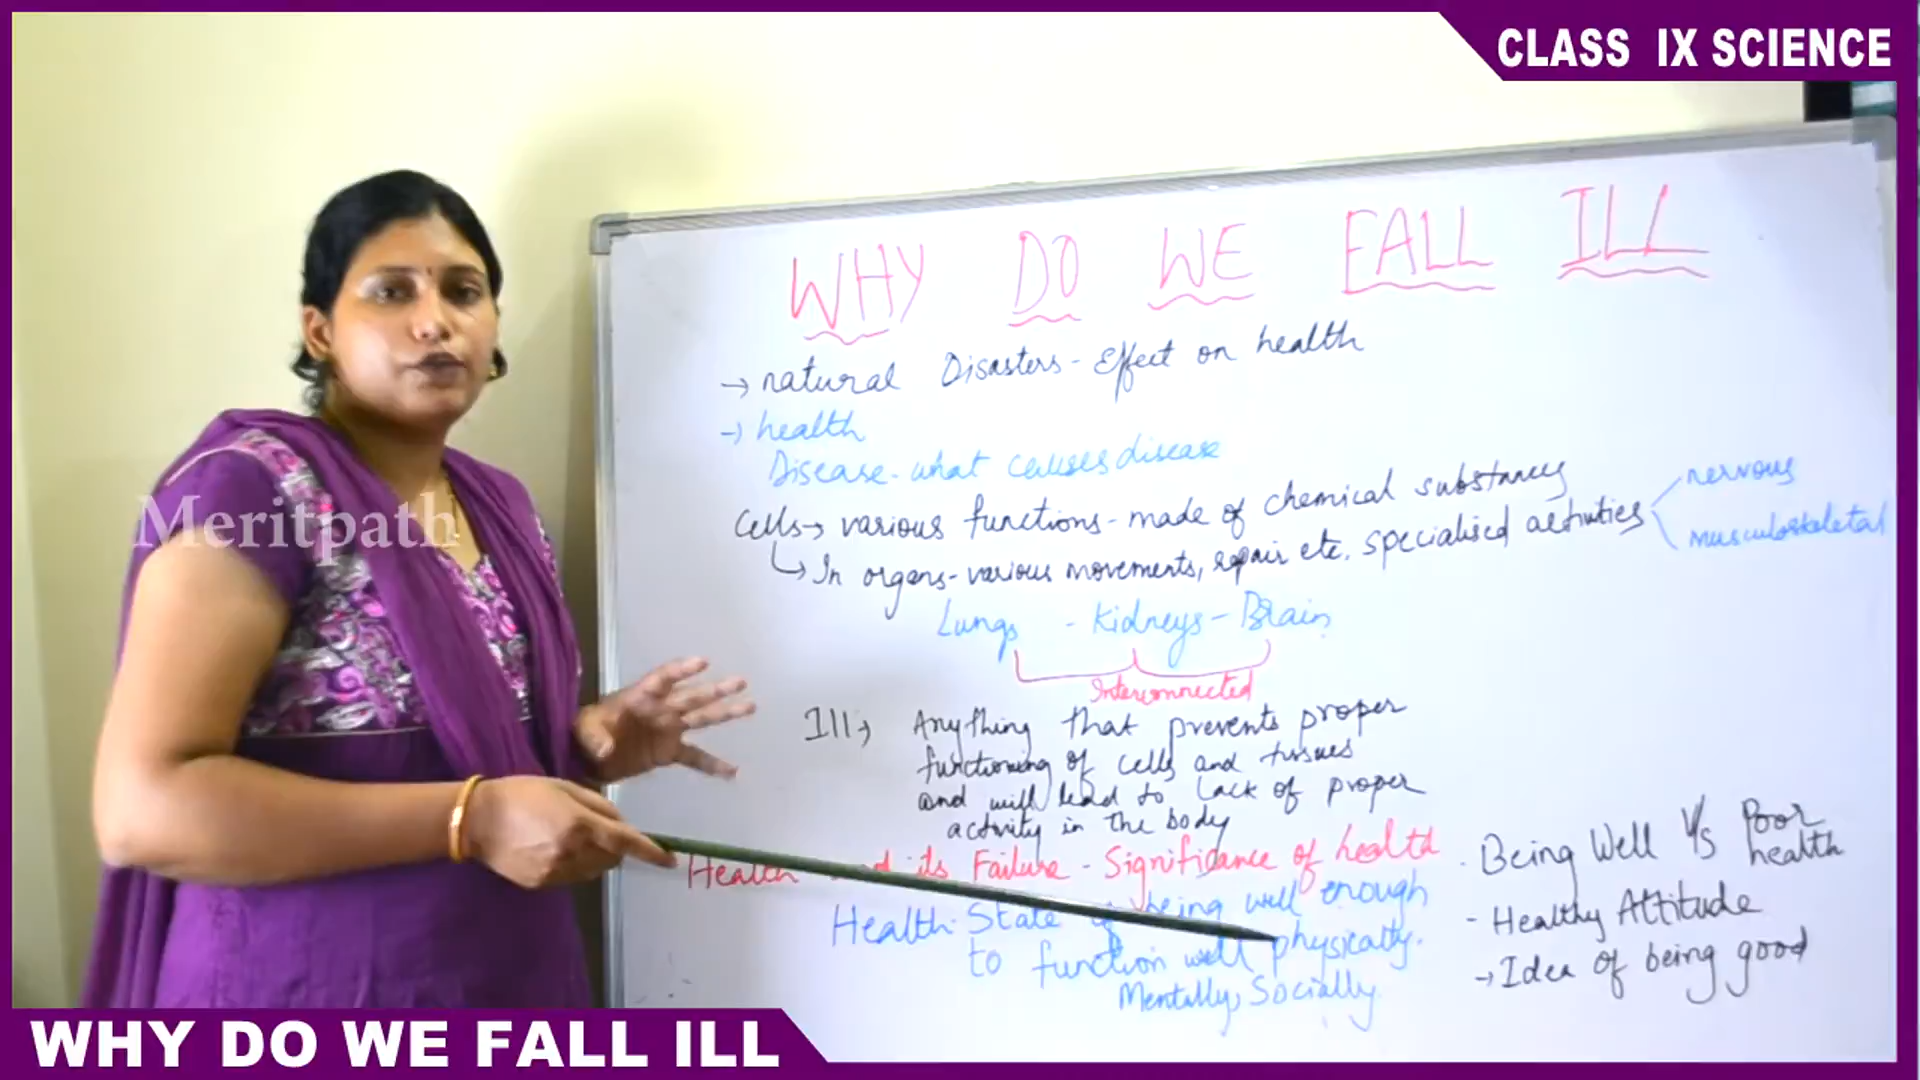 CLASS IX SCIENCE
WHY DO WE FALL ILL
→ natural Disasters - Effect on health
→ health
Disease - what causes disease
Cells → various functions - made of chemical substances
↳ In organs - various movements, repair etc. specialised activities
nervous
musculoskeletal
Lungs - Kidneys - Brain
Interconnected
Ill → Anything that prevents proper
functioning of cells and tissues
and will lead to lack of proper
activity in the body
Health its Failure - Significance of health
Health - State being well enough
to function well physically.
Mentally, Socially.
- Being Well V/S Poor
health
- Healthy Attitude
→ Idea of being good
Meritpath
WHY DO WE FALL ILL